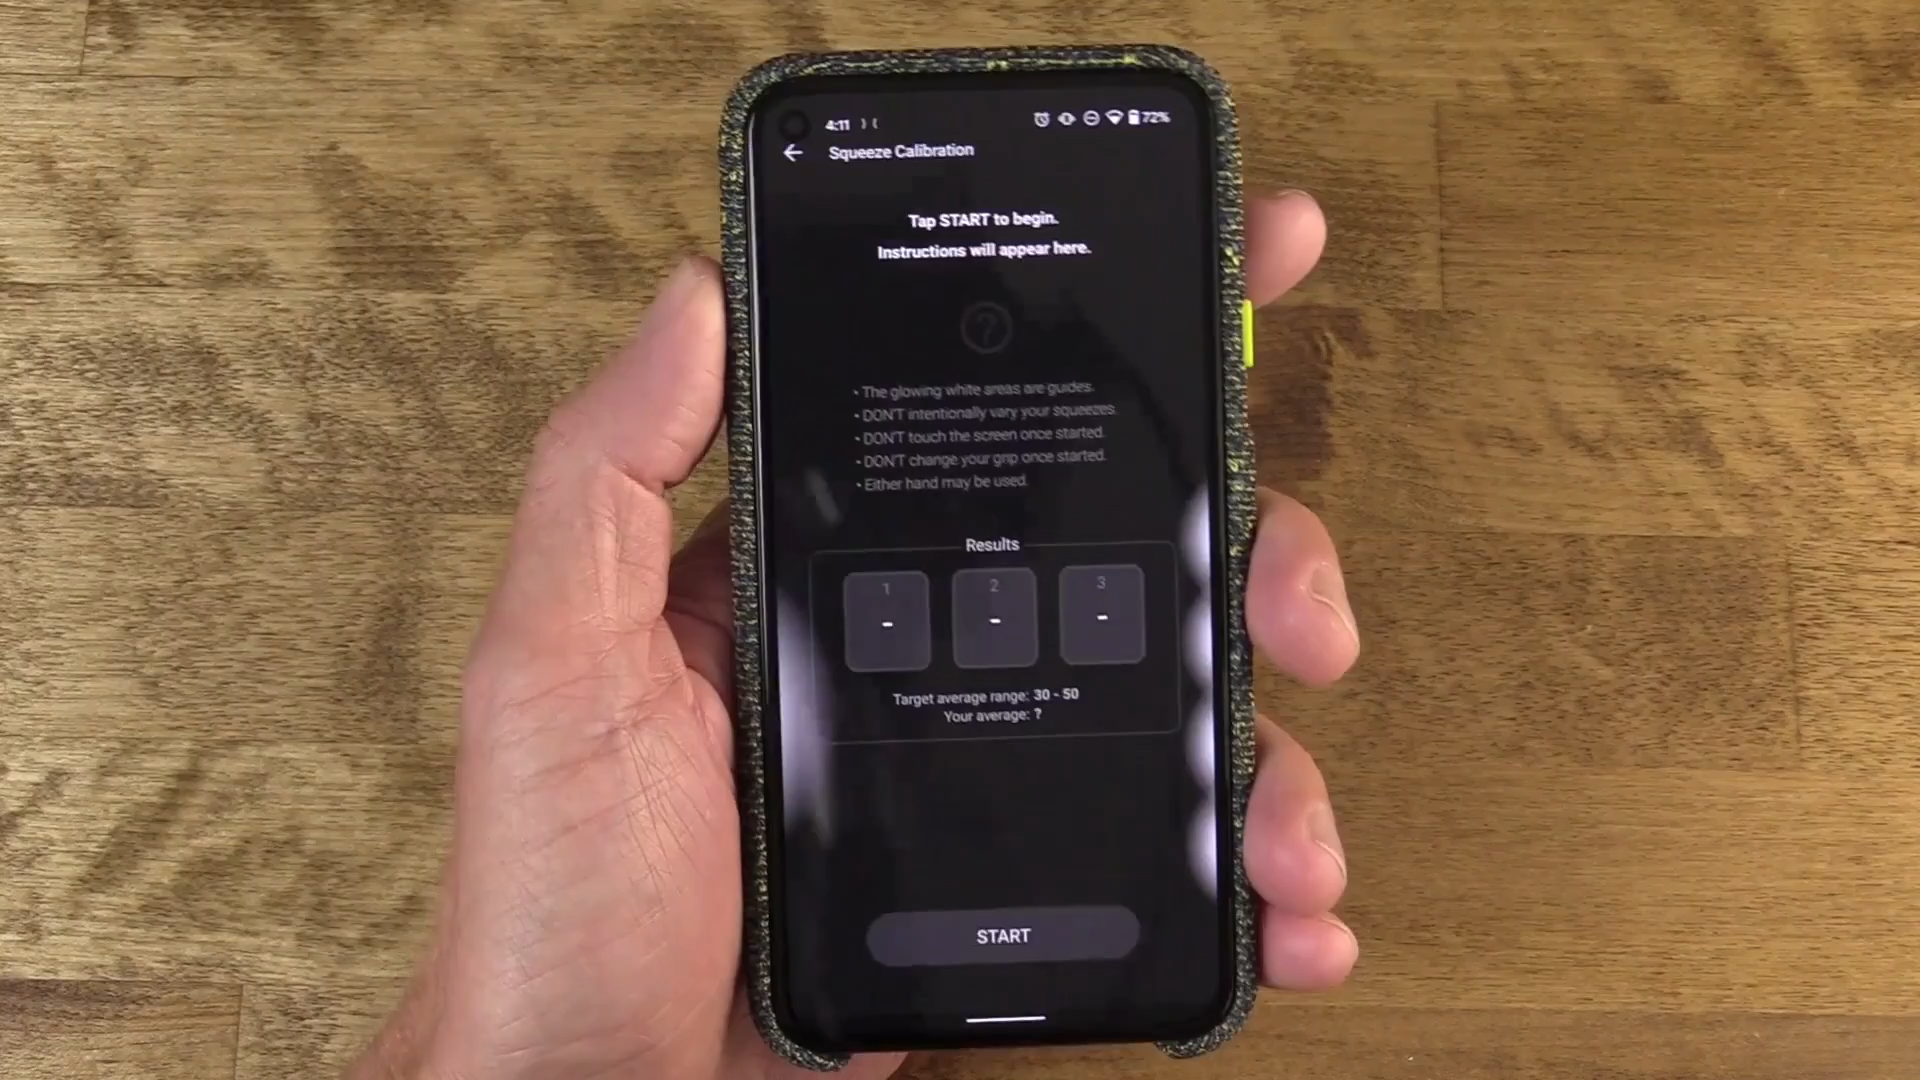 4:11
72%
Squeeze Calibration
Tap START to begin.
Instructions will appear here.
?
• The glowing white areas are guides.
• DON'T intentionally vary your squeezes.
• DON'T touch the screen once started.
• DON'T change your grip once started.
• Either hand may be used.
Results
1 2 3
- - -
Target average range: 30 - 50
Your average: ?
START